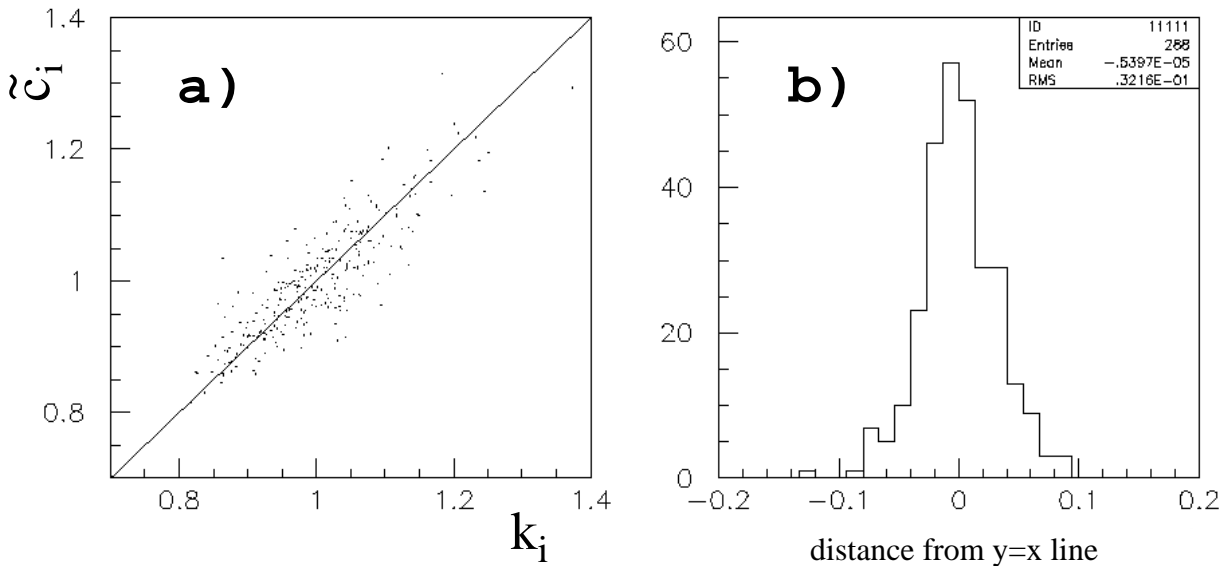 1.4
1.2
1
0.8
c̃i
a)
0.8
1
1.2
1.4
ki
60
40
20
0
b)
ID 11111
Entries 288
Mean -.5397E-05
RMS .3216E-01
-0.2
-0.1
0
0.1
0.2
distance from y=x line